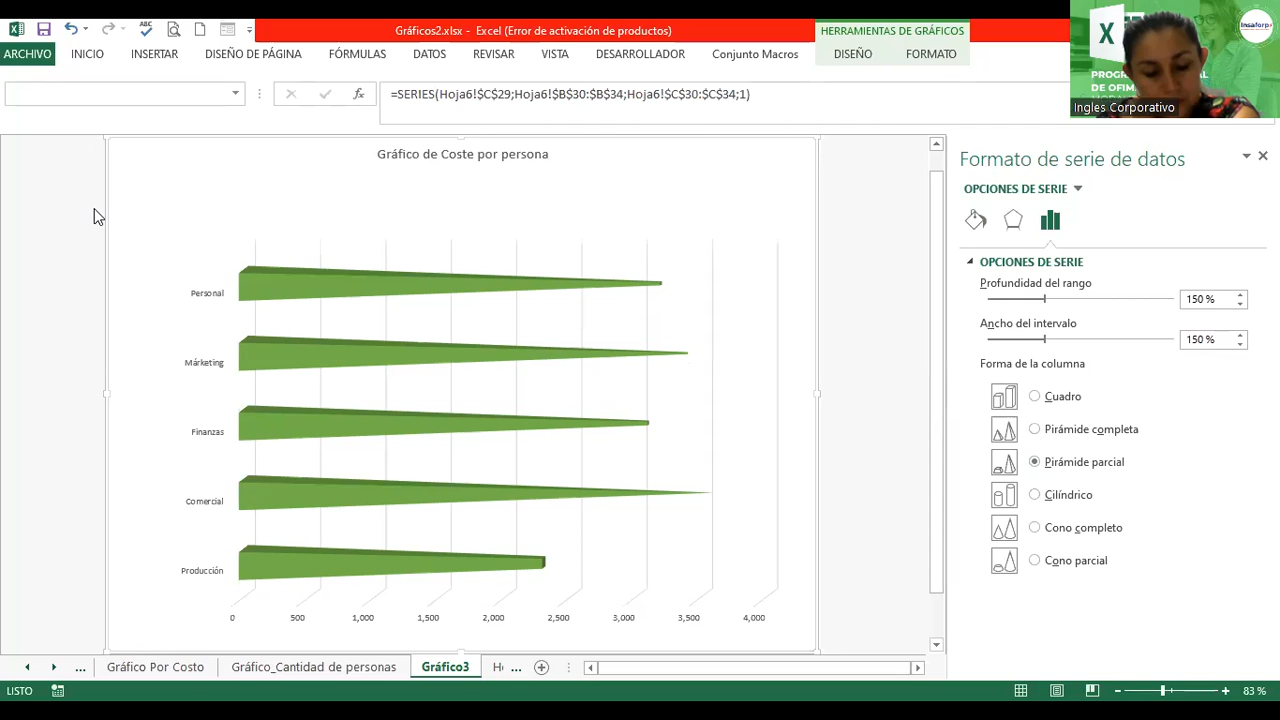 Gráficos2.xlsx - Excel (Error de activación de productos)
HERRAMIENTAS DE GRÁFICOS
ARCHIVO INICIO INSERTAR DISEÑO DE PÁGINA FÓRMULAS DATOS REVISAR VISTA DESARROLLADOR Conjunto Macros DISEÑO FORMATO
=SERIES(Hoja6!$C$29;Hoja6!$B$30:$B$34;Hoja6!$C$30:$C$34;1)
Insaforp
Ingles Corporativo
Gráfico de Coste por persona
Personal
Márketing
Finanzas
Comercial
Producción
0 500 1,000 1,500 2,000 2,500 3,000 3,500 4,000
Formato de serie de datos
OPCIONES DE SERIE
OPCIONES DE SERIE
Profundidad del rango
150 %
Ancho del intervalo
150 %
Forma de la columna
Cuadro
Pirámide completa
Pirámide parcial
Cilíndrico
Cono completo
Cono parcial
... Gráfico Por Costo Gráfico_Cantidad de personas Gráfico3 ...
LISTO
83 %